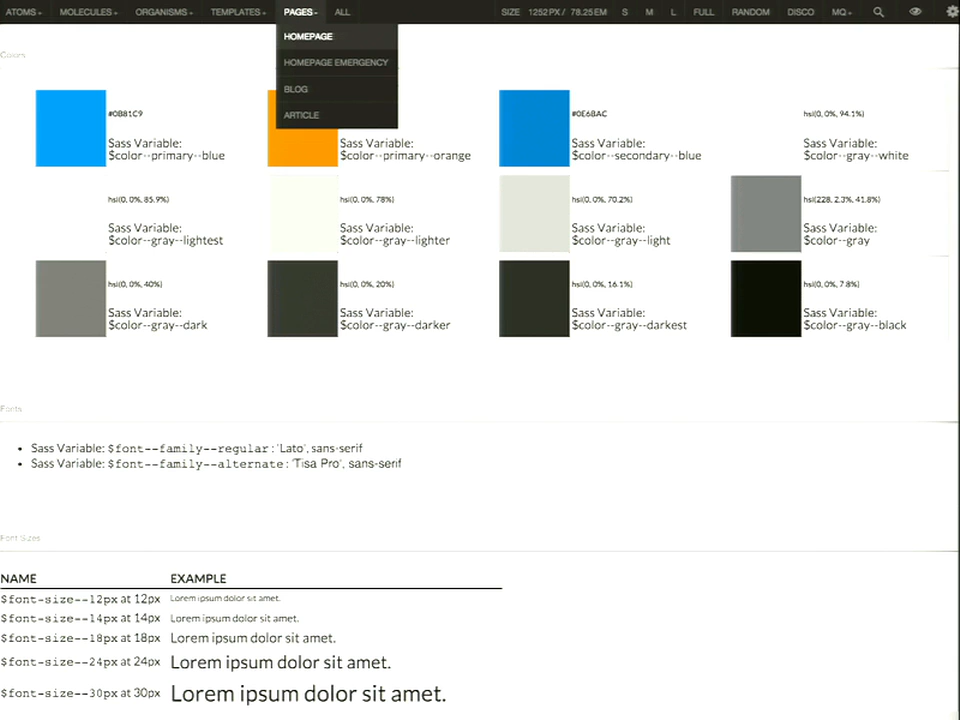 ATOMS MOLECULES ORGANISMS TEMPLATES PAGES ALL SIZE 1252PX / 78.25EM S M L FULL RANDOM DISCO MQ
HOMEPAGE
HOMEPAGE EMERGENCY
BLOG
ARTICLE
Colors
#0B81C9
Sass Variable:
$color--primary--blue
Sass Variable:
$color--primary--orange
#0E6BAC
Sass Variable:
$color--secondary--blue
hsl(0, 0%, 94.1%)
Sass Variable:
$color--gray--white
hsl(0, 0%, 85.9%)
Sass Variable:
$color--gray--lightest
hsl(0, 0%, 78%)
Sass Variable:
$color--gray--lighter
hsl(0, 0%, 70.2%)
Sass Variable:
$color--gray--light
hsl(228, 2.3%, 41.8%)
Sass Variable:
$color--gray
hsl(0, 0%, 40%)
Sass Variable:
$color--gray--dark
hsl(0, 0%, 20%)
Sass Variable:
$color--gray--darker
hsl(0, 0%, 16.1%)
Sass Variable:
$color--gray--darkest
hsl(0, 0%, 7.8%)
Sass Variable:
$color--gray--black
Fonts
• Sass Variable: $font--family--regular: 'Lato', sans-serif
• Sass Variable: $font--family--alternate: 'Tisa Pro', sans-serif
Font Sizes
NAME EXAMPLE
$font-size--12px at 12px Lorem ipsum dolor sit amet.
$font-size--14px at 14px Lorem ipsum dolor sit amet.
$font-size--18px at 18px Lorem ipsum dolor sit amet.
$font-size--24px at 24px Lorem ipsum dolor sit amet.
$font-size--30px at 30px Lorem ipsum dolor sit amet.